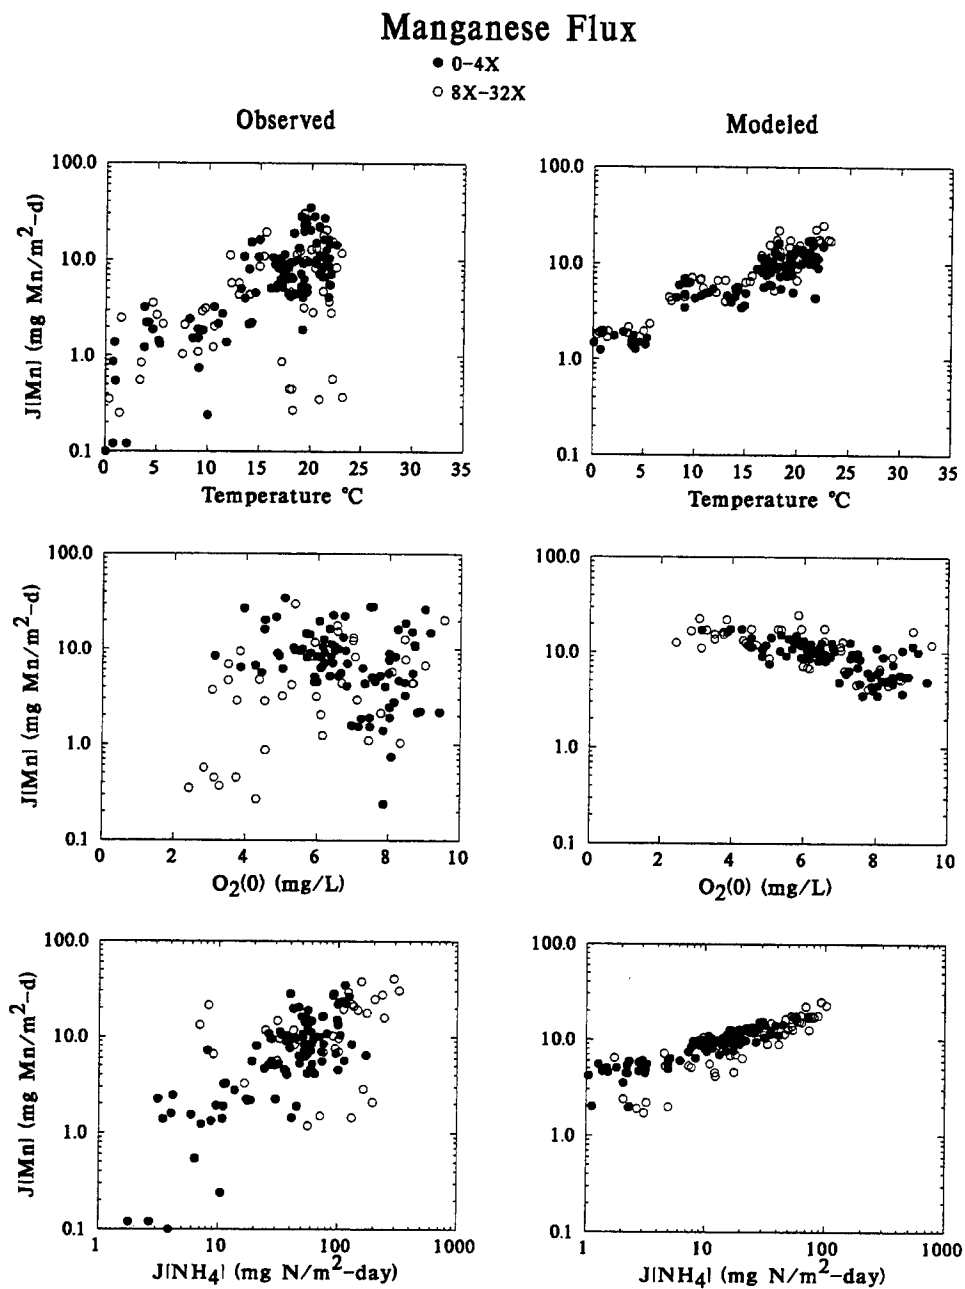 Manganese Flux
● 0-4X
○ 8X-32X
Observed
Modeled
100.0
10.0
1.0
0.1
J[Mn] (mg Mn/m²-d)
0 5 10 15 20 25 30 35
Temperature °C
100.0
10.0
1.0
0.1
0 5 10 15 20 25 30 35
Temperature °C
100.0
10.0
1.0
0.1
J[Mn] (mg Mn/m²-d)
0 2 4 6 8 10
O₂(0) (mg/L)
100.0
10.0
1.0
0.1
0 2 4 6 8 10
O₂(0) (mg/L)
100.0
10.0
1.0
0.1
J[Mn] (mg Mn/m²-d)
1 10 100 1000
J[NH₄] (mg N/m²-day)
100.0
10.0
1.0
0.1
1 10 100 1000
J[NH₄] (mg N/m²-day)